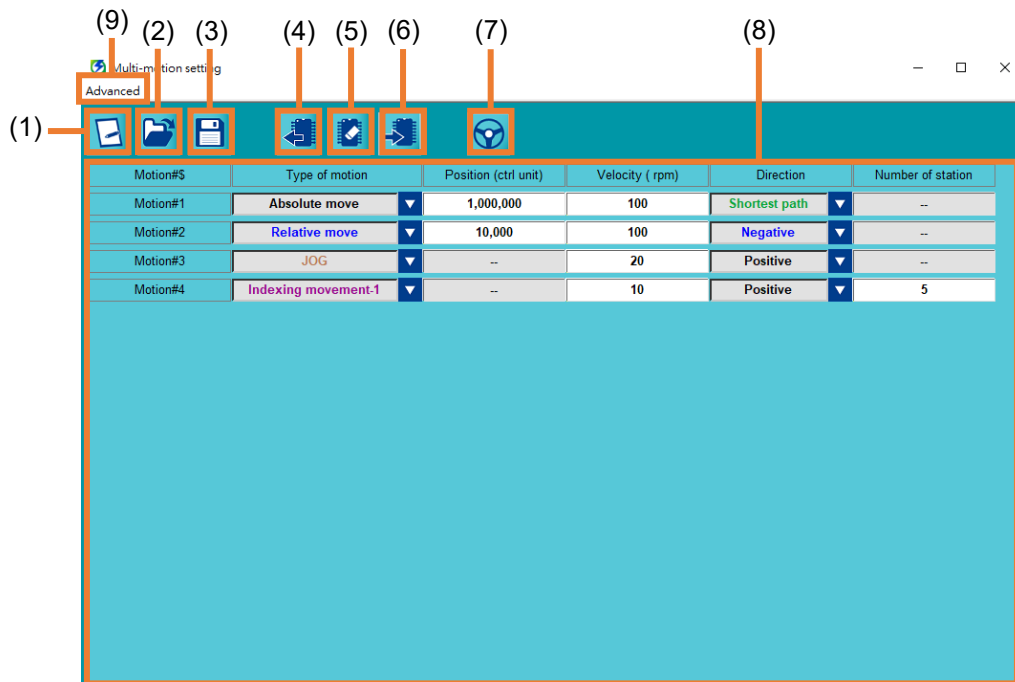 (9) (2) (3) (4) (5) (6) (7) (8)
Multi-motion setting
Advanced
(1)
Motion#$ Type of motion Position (ctrl unit) Velocity ( rpm) Direction Number of station
Motion#1 Absolute move 1,000,000 100 Shortest path --
Motion#2 Relative move 10,000 100 Negative --
Motion#3 JOG -- 20 Positive --
Motion#4 Indexing movement-1 -- 10 Positive 5